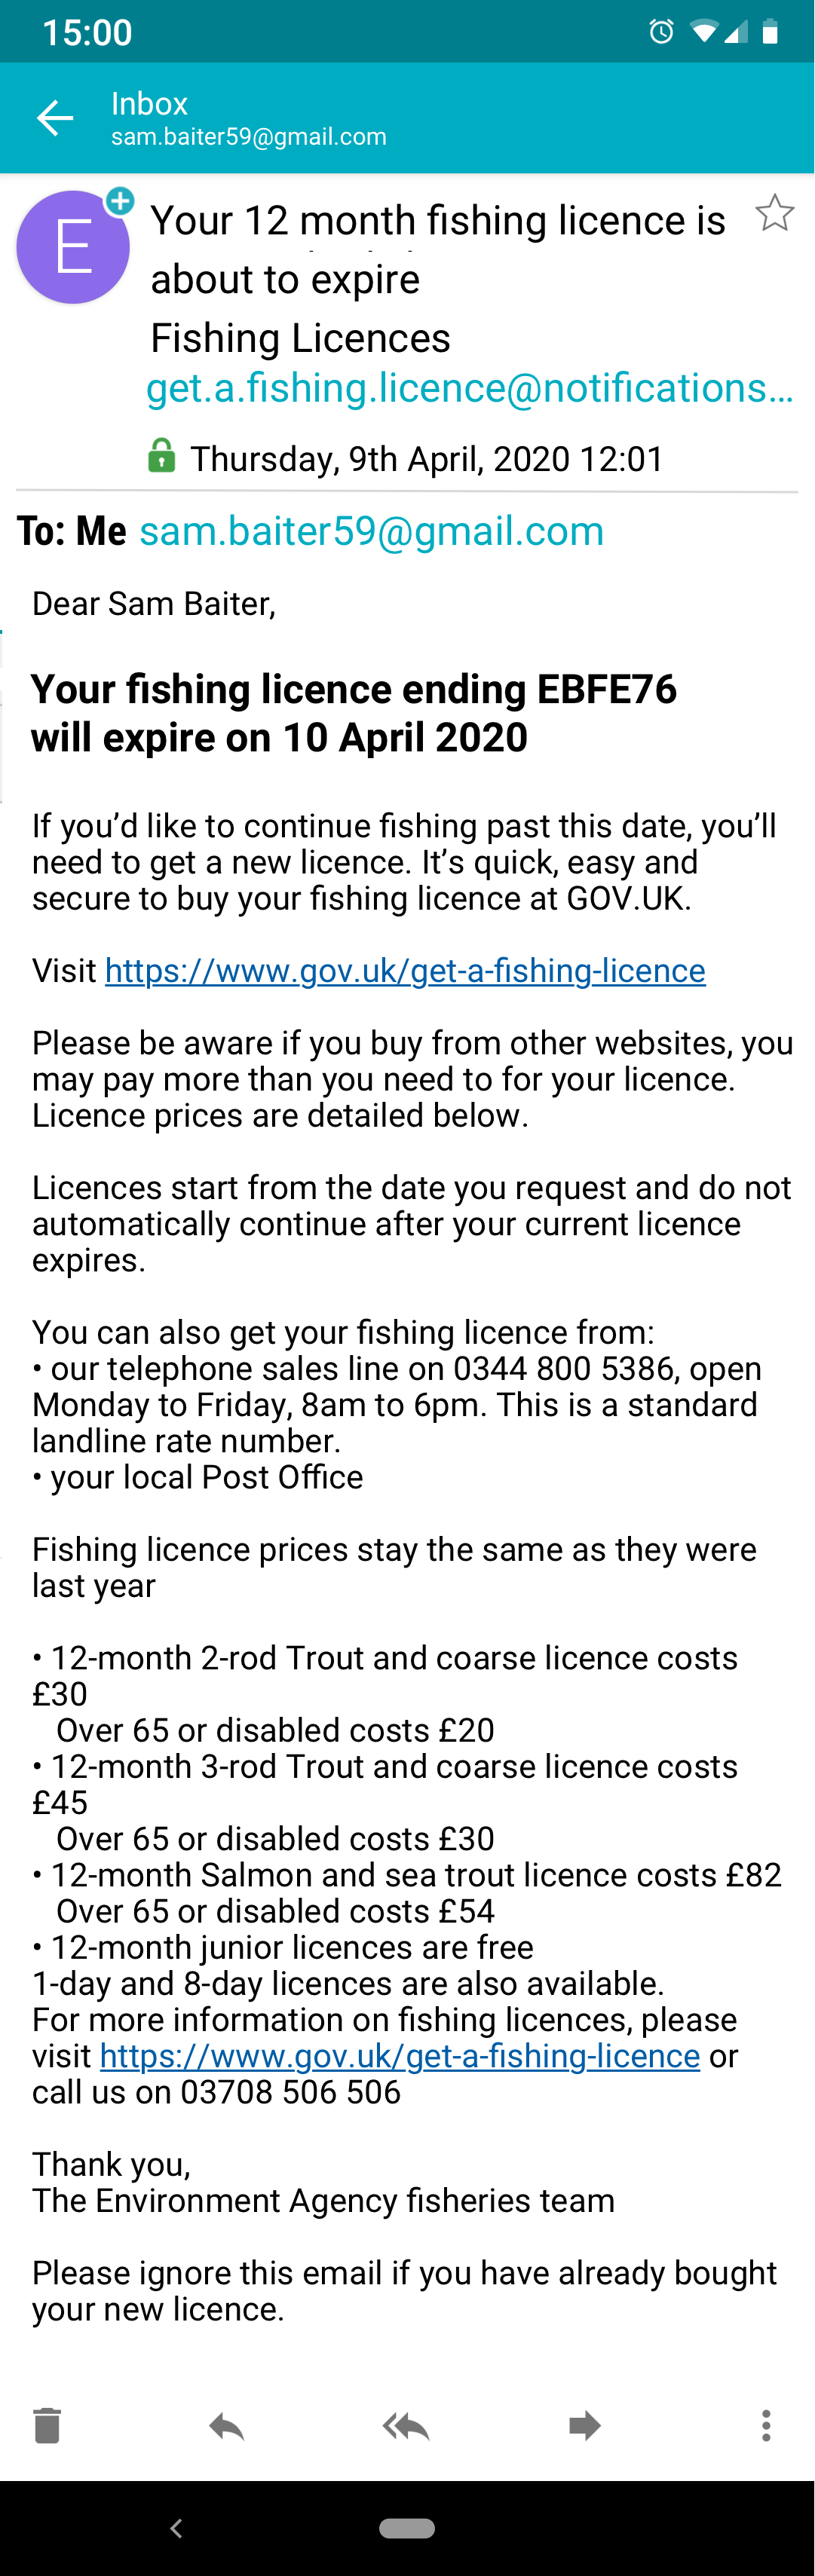 15:00
Inbox
sam.baiter59@gmail.com
E
Your 12 month fishing licence is
about to expire
Fishing Licences
get.a.fishing.licence@notifications...
Thursday, 9th April, 2020 12:01
To: Me sam.baiter59@gmail.com
Dear Sam Baiter,
Your fishing licence ending EBFE76
will expire on 10 April 2020
If you’d like to continue fishing past this date, you’ll
need to get a new licence. It’s quick, easy and
secure to buy your fishing licence at GOV.UK.
Visit https://www.gov.uk/get-a-fishing-licence
Please be aware if you buy from other websites, you
may pay more than you need to for your licence.
Licence prices are detailed below.
Licences start from the date you request and do not
automatically continue after your current licence
expires.
You can also get your fishing licence from:
• our telephone sales line on 0344 800 5386, open
Monday to Friday, 8am to 6pm. This is a standard
landline rate number.
• your local Post Office
Fishing licence prices stay the same as they were
last year
• 12-month 2-rod Trout and coarse licence costs
£30
Over 65 or disabled costs £20
• 12-month 3-rod Trout and coarse licence costs
£45
Over 65 or disabled costs £30
• 12-month Salmon and sea trout licence costs £82
Over 65 or disabled costs £54
• 12-month junior licences are free
1-day and 8-day licences are also available.
For more information on fishing licences, please
visit https://www.gov.uk/get-a-fishing-licence or
call us on 03708 506 506
Thank you,
The Environment Agency fisheries team
Please ignore this email if you have already bought
your new licence.